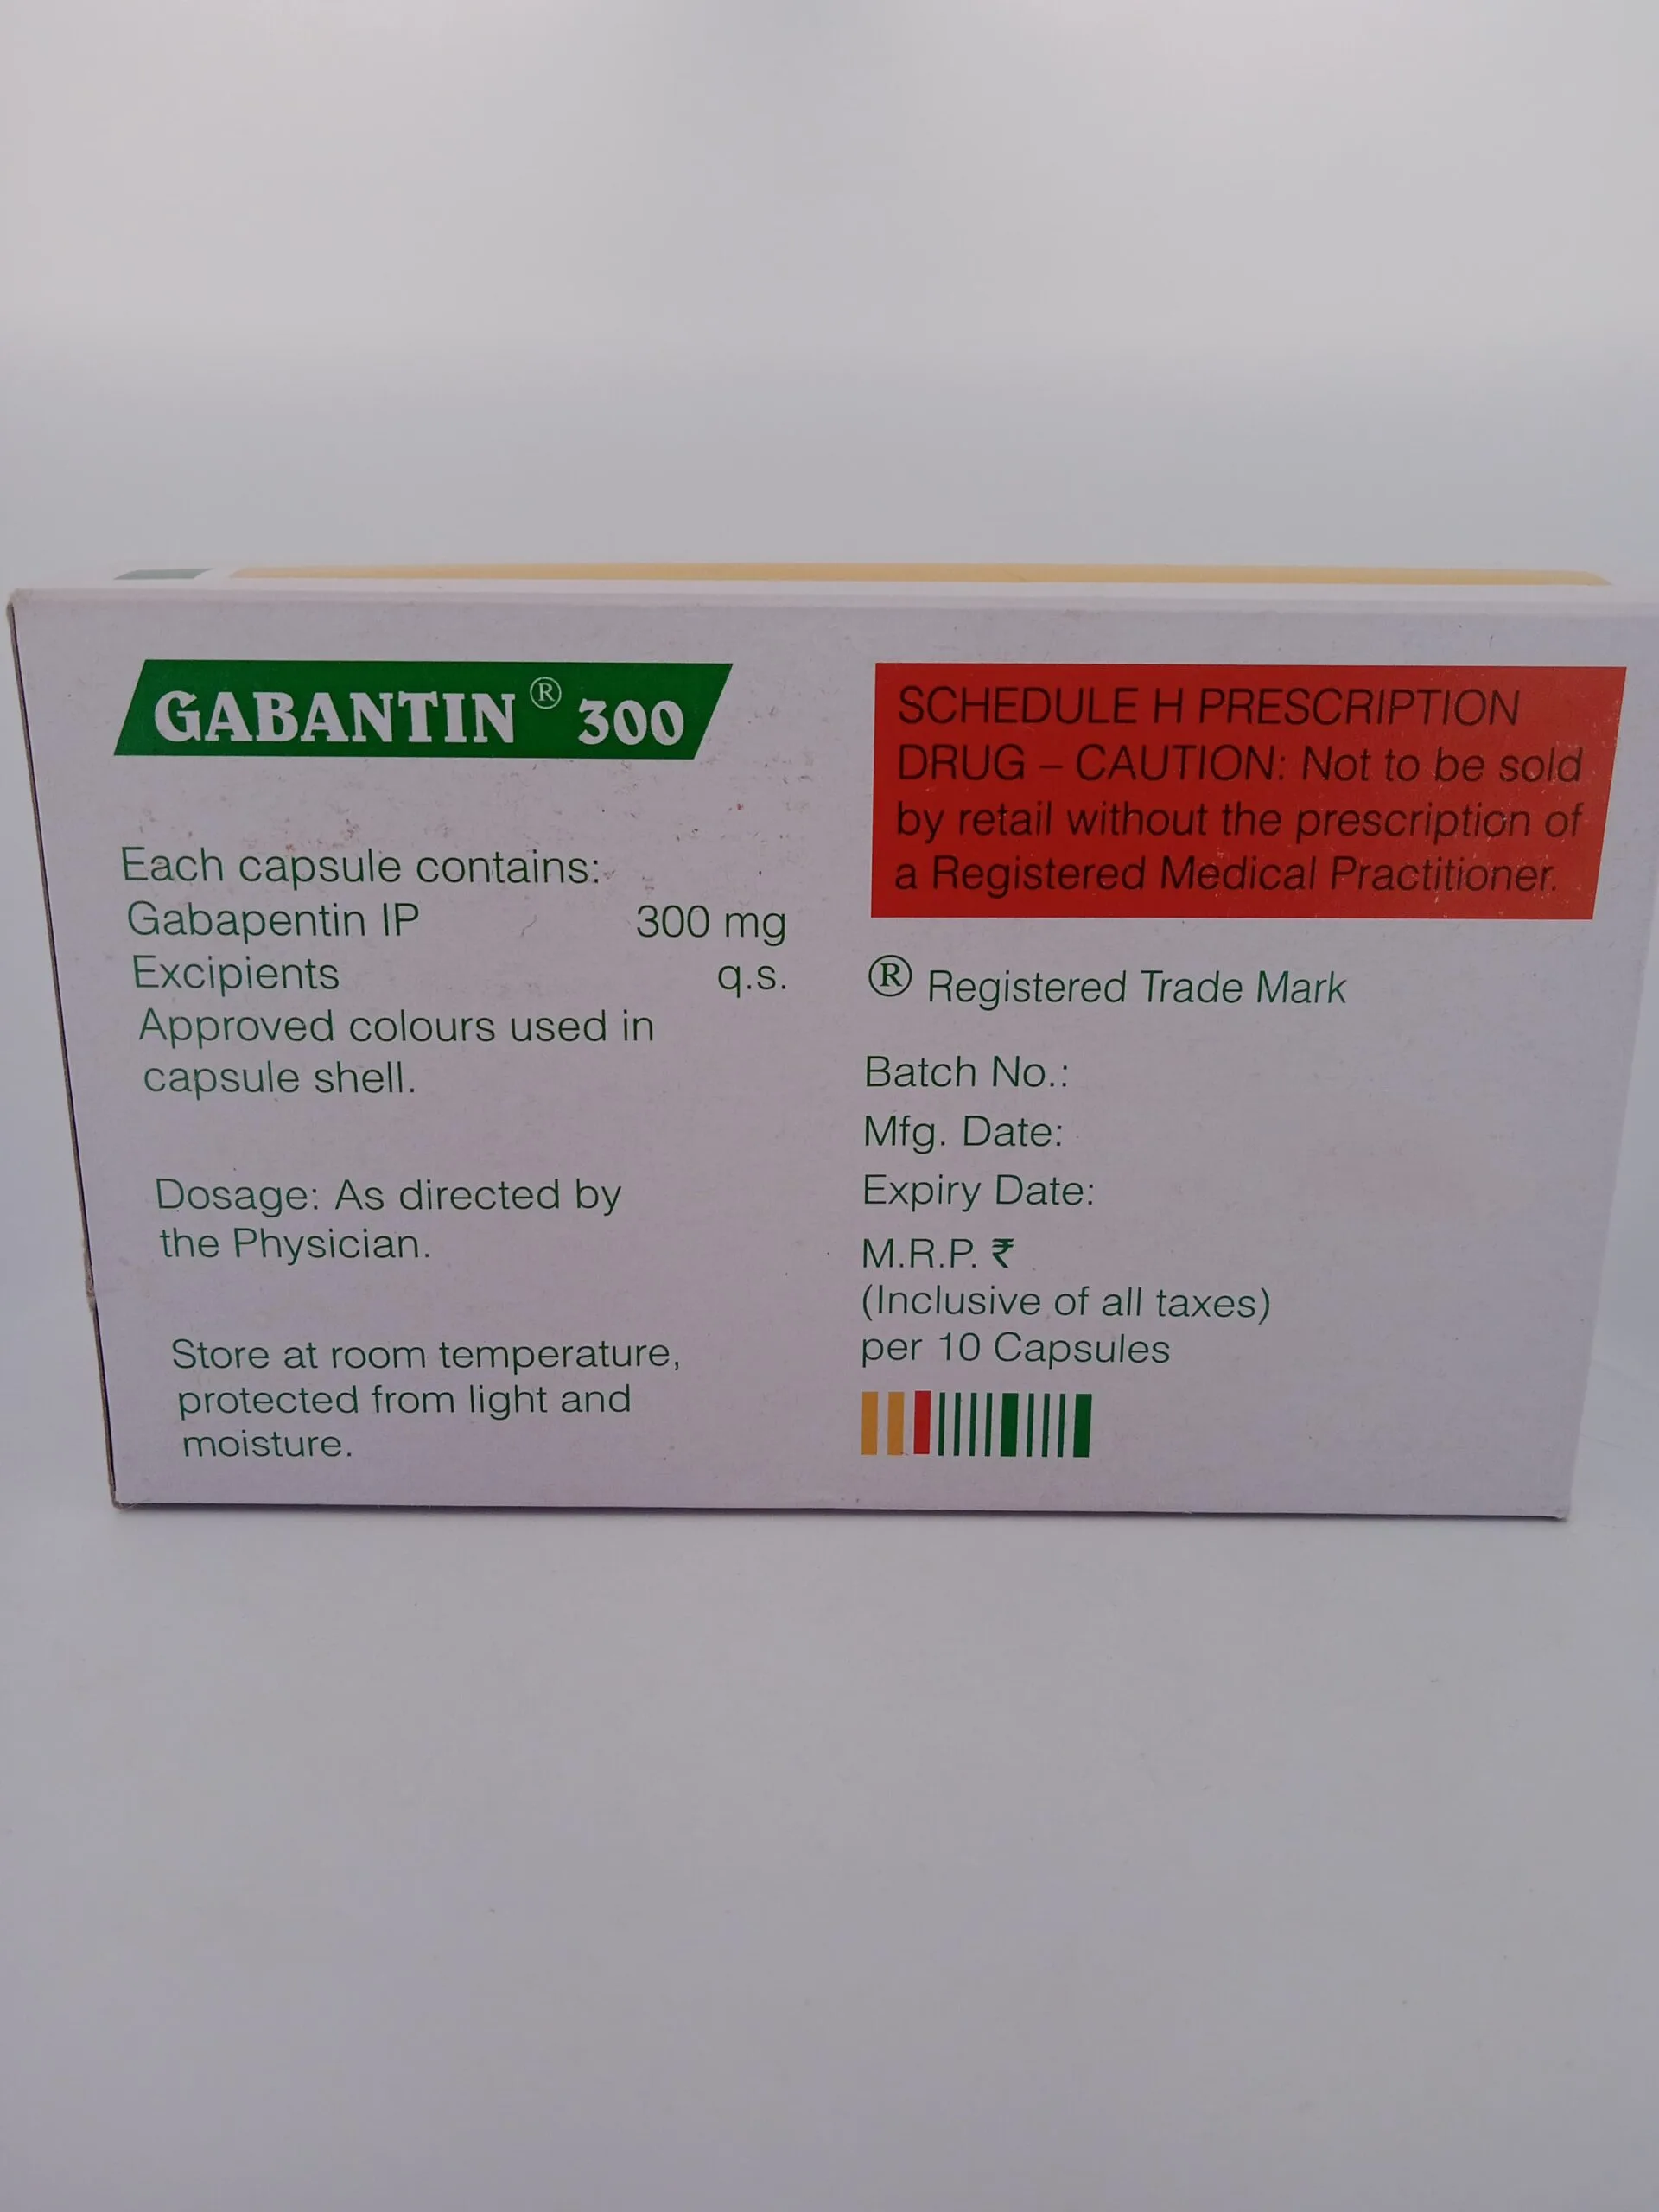 GABANTIN ® 300
Each capsule contains:
Gabapentin IP 300 mg
Excipients q.s.
Approved colours used in
capsule shell.
Dosage: As directed by
the Physician.
Store at room temperature,
protected from light and
moisture.
SCHEDULE H PRESCRIPTION
DRUG – CAUTION: Not to be sold
by retail without the prescription of
a Registered Medical Practitioner.
® Registered Trade Mark
Batch No.:
Mfg. Date:
Expiry Date:
M.R.P. ₹
(Inclusive of all taxes)
per 10 Capsules